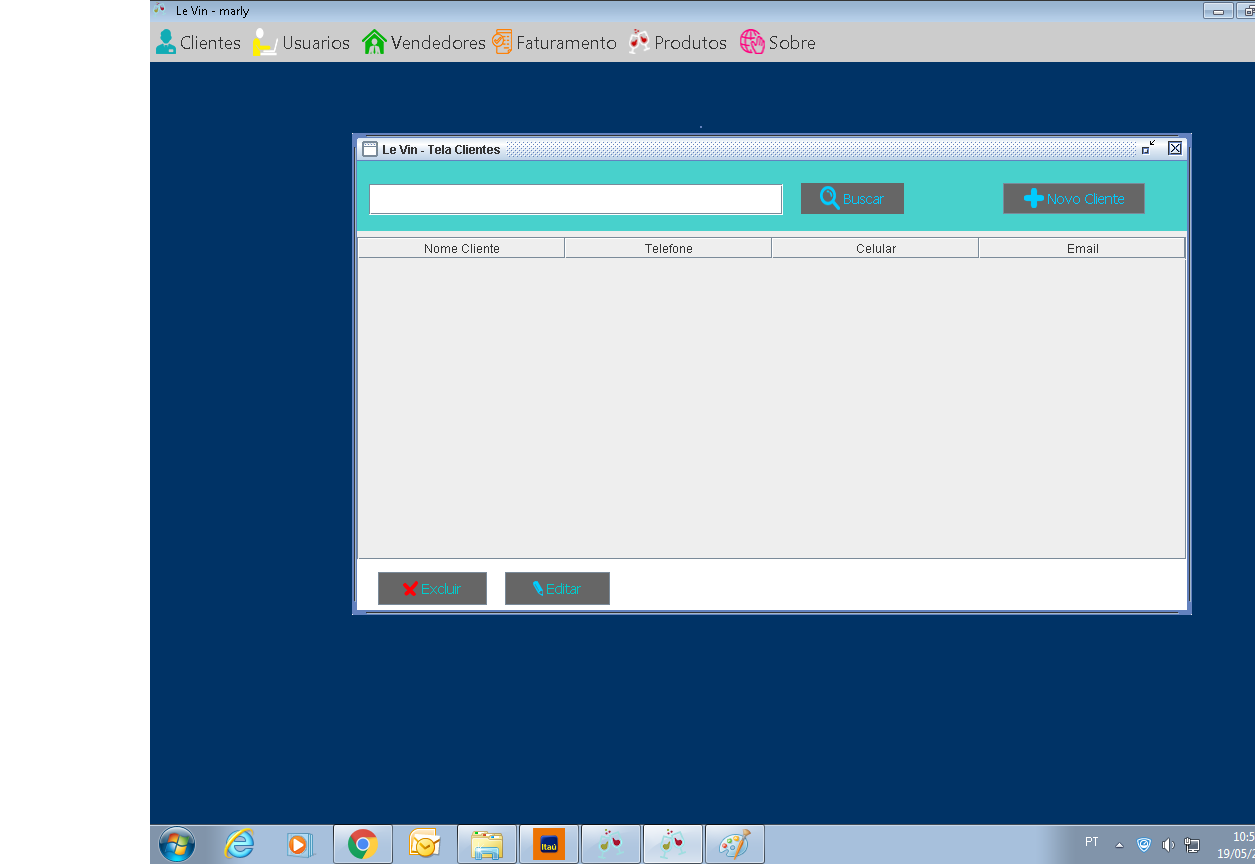 Le Vin - marly
Clientes Usuarios Vendedores Faturamento Produtos Sobre
Le Vin - Tela Clientes
Buscar Novo Cliente
Nome Cliente Telefone Celular Email
Excluir Editar
Itaú
PT
10:5
19/05/2